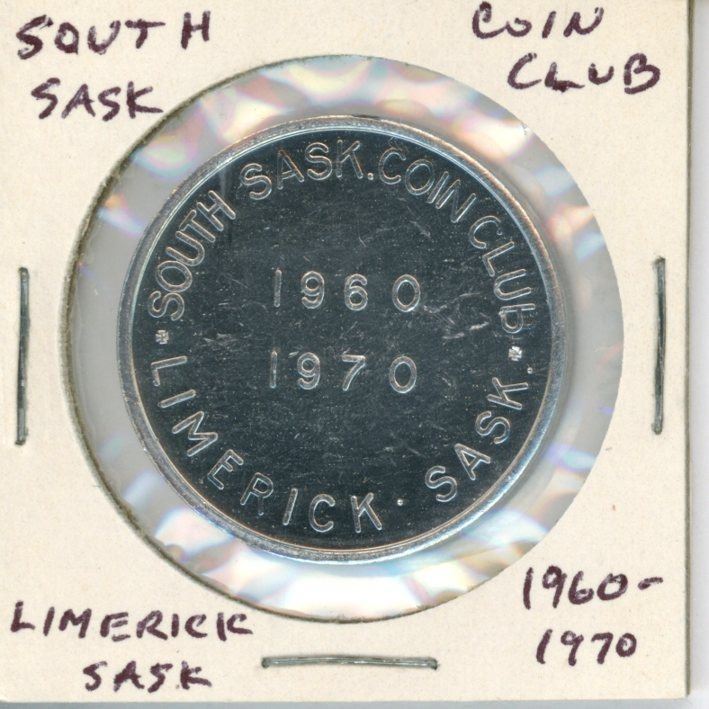 SOUTH
SASK
COIN
CLUB
SOUTH SASK. COIN CLUB
1960
1970
LIMERICK · SASK.
LIMERICK
SASK
1960-
1970